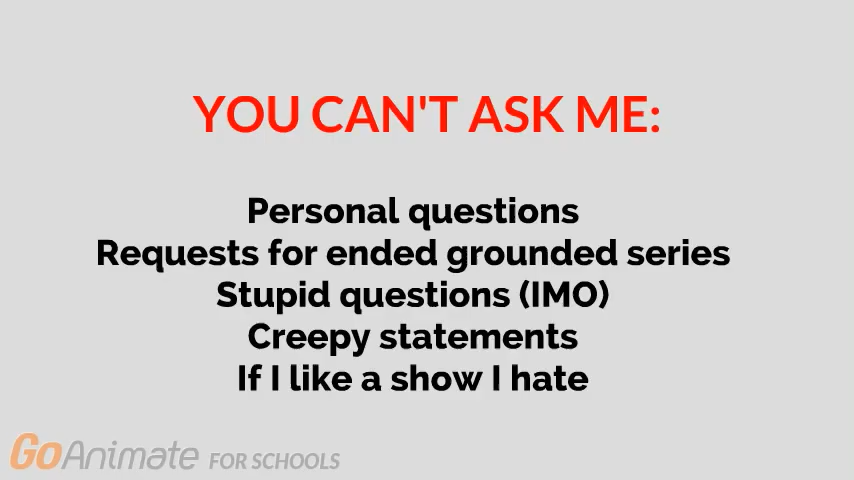 YOU CAN'T ASK ME:
Personal questions
Requests for ended grounded series
Stupid questions (IMO)
Creepy statements
If I like a show I hate
GoAnimate FOR SCHOOLS